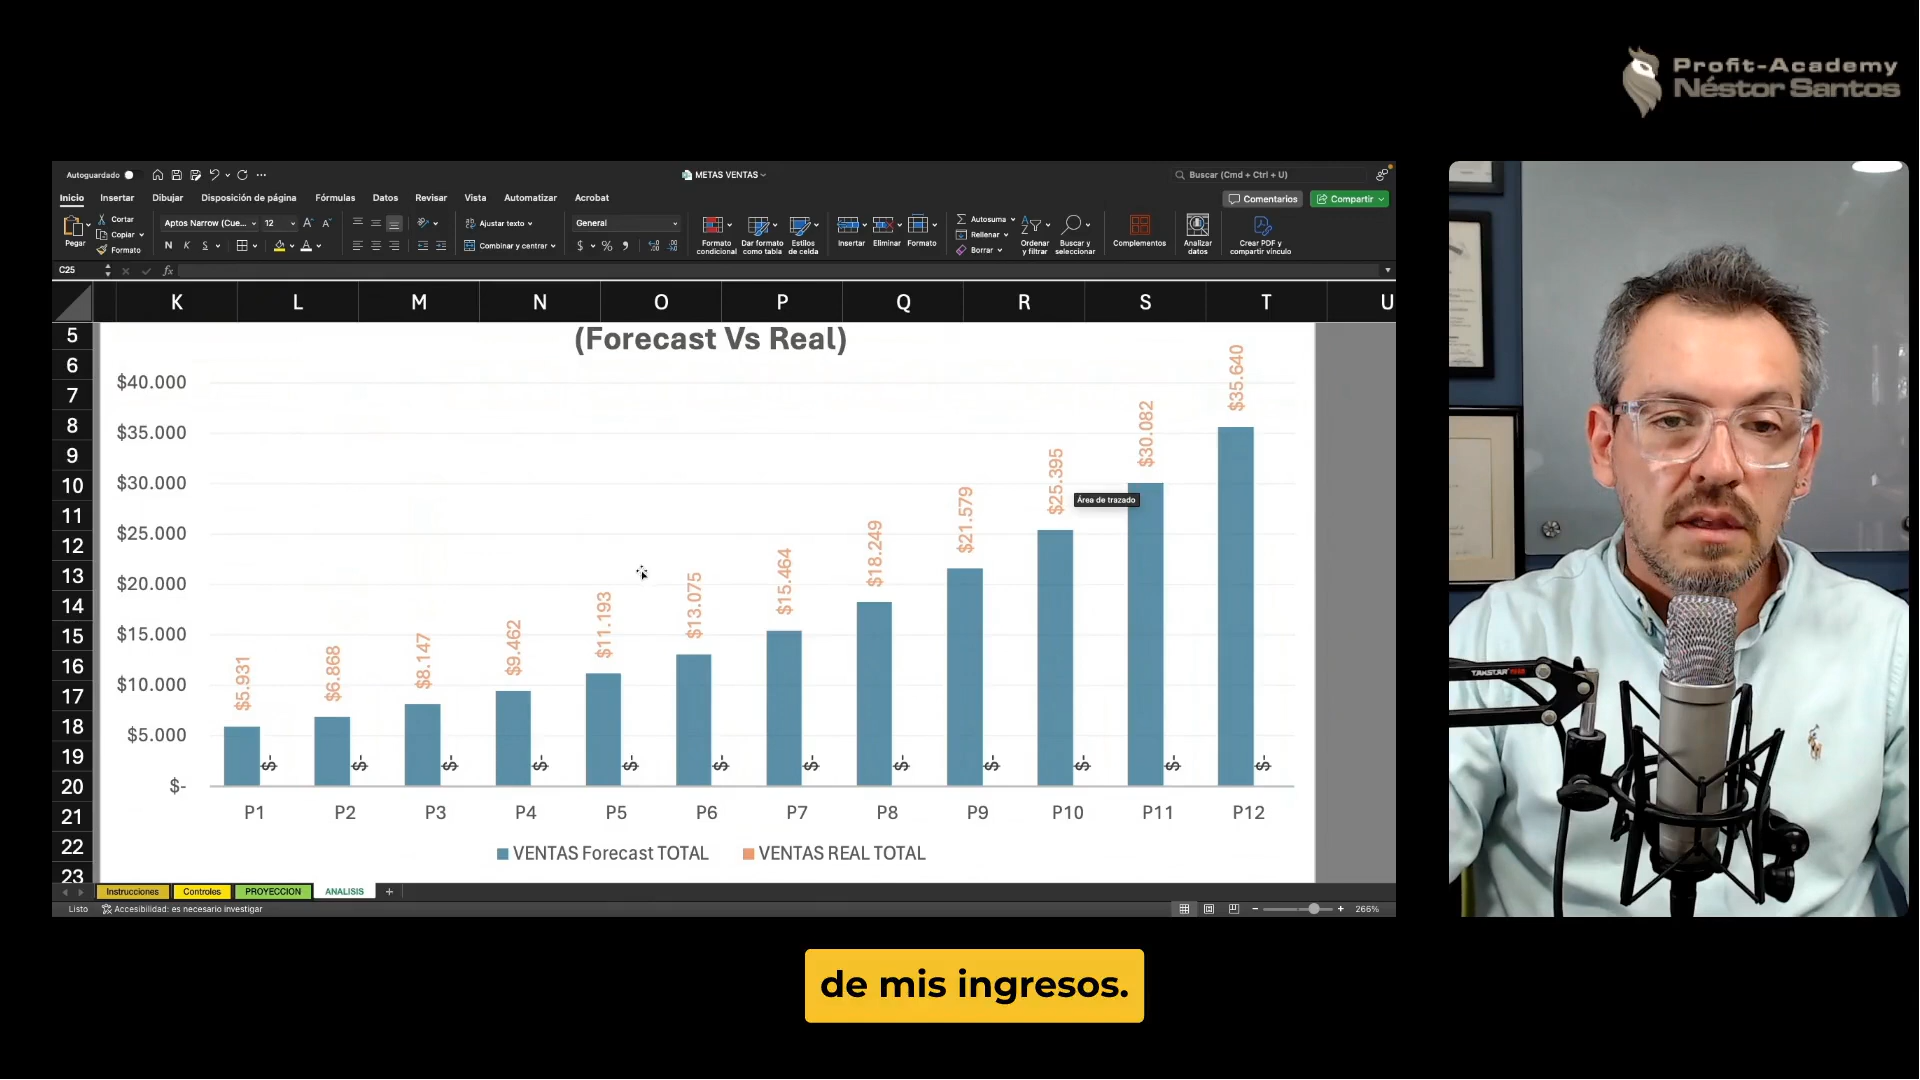 Profit-Academy
Néstor Santos
Autoguardado
METAS VENTAS
Buscar (Cmd + Ctrl + U)
Inicio Insertar Dibujar Disposición de página Fórmulas Datos Revisar Vista Automatizar Acrobat
Comentarios Compartir
Pegar
Cortar
Copiar
Formato
Aptos Narrow (Cue... 12
N K S
Ajustar texto
Combinar y centrar
General
$ %
Formato condicional
Dar formato como tabla
Estilos de celda
Insertar
Eliminar
Formato
Autosuma
Rellenar
Borrar
Ordenar y filtrar
Buscar y seleccionar
Complementos
Analizar datos
Crear PDF y compartir vínculo
C25 fx
K L M N O P Q R S T U
5
6
7
8
9
10
11
12
13
14
15
16
17
18
19
20
21
22
23
(Forecast Vs Real)
$40.000
$35.000
$30.000
$25.000
$20.000
$15.000
$10.000
$5.000
$-
$5.931 $6.868 $8.147 $9.462 $11.193 $13.075 $15.464 $18.249 $21.579 $25.395 $30.082 $35.640
$- $- $- $- $- $- $- $- $- $- $- $-
Área de trazado
P1 P2 P3 P4 P5 P6 P7 P8 P9 P10 P11 P12
VENTAS Forecast TOTAL VENTAS REAL TOTAL
Instrucciones Controles PROYECCION ANALISIS +
Listo Accesibilidad: es necesario investigar
266%
TAKSTAR
de mis ingresos.